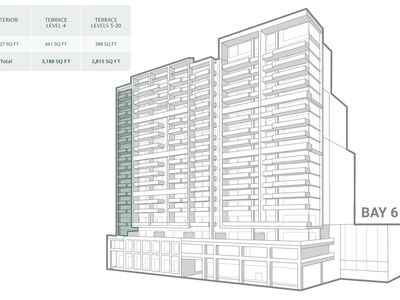 TERIOR TERRACE TERRACE
LEVEL 4 LEVELS 5-20
27 SQ FT 661 SQ FT 288 SQ FT
Total 3,188 SQ FT 2,815 SQ FT
BAY 6